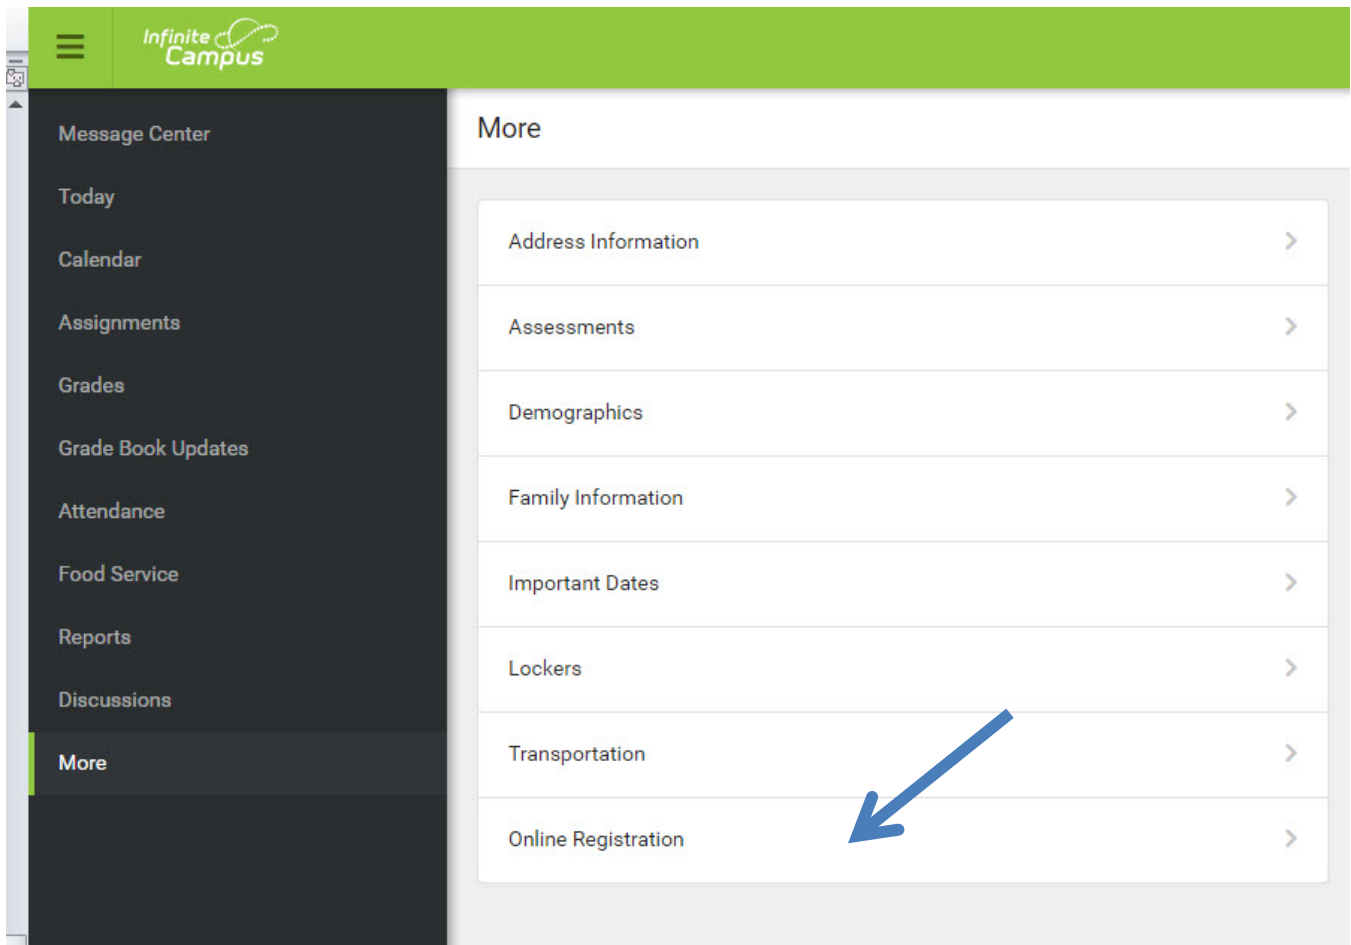 Infinite
Campus
Message Center
Today
Calendar
Assignments
Grades
Grade Book Updates
Attendance
Food Service
Reports
Discussions
More
More
Address Information
Assessments
Demographics
Family Information
Important Dates
Lockers
Transportation
Online Registration